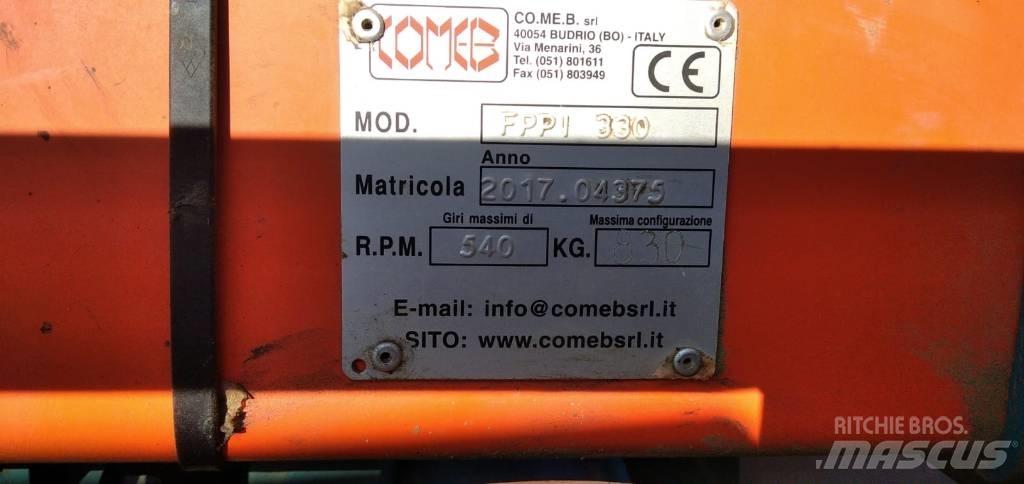 COMEB
CO.ME.B. srl
40054 BUDRIO (BO) - ITALY
Via Menarini, 36
Tel. (051) 801611
Fax (051) 803949
CE
MOD. FPPI 330
Anno
Matricola 2017.04375
Giri massimi di
Massima configurazione
R.P.M. 540 KG. 830
E-mail: info@comebsrl.it
SITO: www.comebsrl.it
RITCHIE BROS.
MASCUS